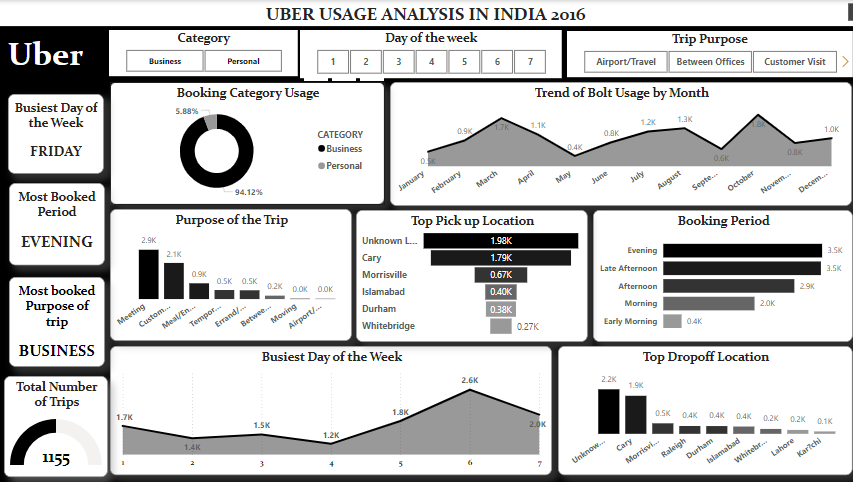 UBER USAGE ANALYSIS IN INDIA 2016
Uber
Category
Business
Personal
Day of the week
1
2
3
4
5
6
7
Trip Purpose
Airport/Travel
Between Offices
Customer Visit
Busiest Day of
the Week
FRIDAY
Most Booked
Period
EVENING
Most booked
Purpose of
trip
BUSINESS
Total Number
of Trips
1155
Booking Category Usage
5.88%
94.12%
CATEGORY
Business
Personal
Trend of Bolt Usage by Month
0.5K
0.9K
1.7K
1.1K
0.4K
0.8K
1.2K
1.3K
0.6K
1.8K
0.8K
1.0K
January
February
March
April
May
June
July
August
Septe...
October
Novem...
Decem...
Purpose of the Trip
2.9K
2.1K
0.9K
0.5K
0.5K
0.2K
0.0K
0.0K
Meeting
Custom...
Meal/En...
Tempor...
Errand/...
Betwee...
Moving
Airport/...
Top Pick up Location
Unknown L... 1.98K
Cary 1.79K
Morrisville 0.67K
Islamabad 0.40K
Durham 0.38K
Whitebridge 0.27K
Booking Period
Evening 3.5K
Late Afternoon 3.5K
Afternoon 2.9K
Morning 2.0K
Early Morning 0.4K
Busiest Day of the Week
1.7K
1.4K
1.5K
1.2K
1.8K
2.6K
2.0K
1
2
3
4
5
6
7
Top Dropoff Location
2.2K
1.9K
0.5K
0.4K
0.4K
0.4K
0.2K
0.2K
0.1K
Unknow...
Cary
Morrisvi...
Raleigh
Durham
Islamabad
Whitebr...
Lahore
Kar?chi